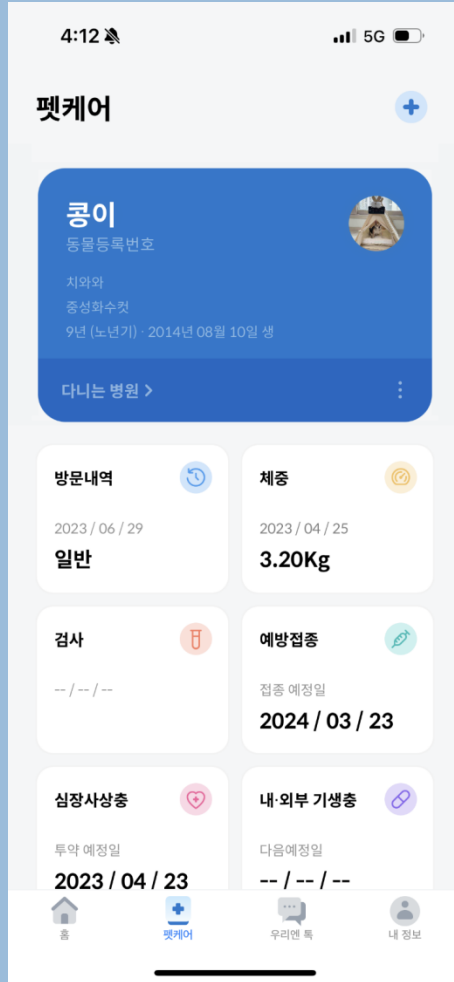 4:12
5G
펫케어
콩이
동물등록번호
치와와
중성화수컷
9년 (노년기) · 2014년 08월 10일 생
다니는 병원 >
방문내역
2023 / 06 / 29
일반
체중
2023 / 04 / 25
3.20Kg
검사
-- / -- / --
예방접종
접종 예정일
2024 / 03 / 23
심장사상충
투약 예정일
2023 / 04 / 23
내·외부 기생충
다음예정일
-- / -- / --
홈
펫케어
우리엔 톡
내 정보